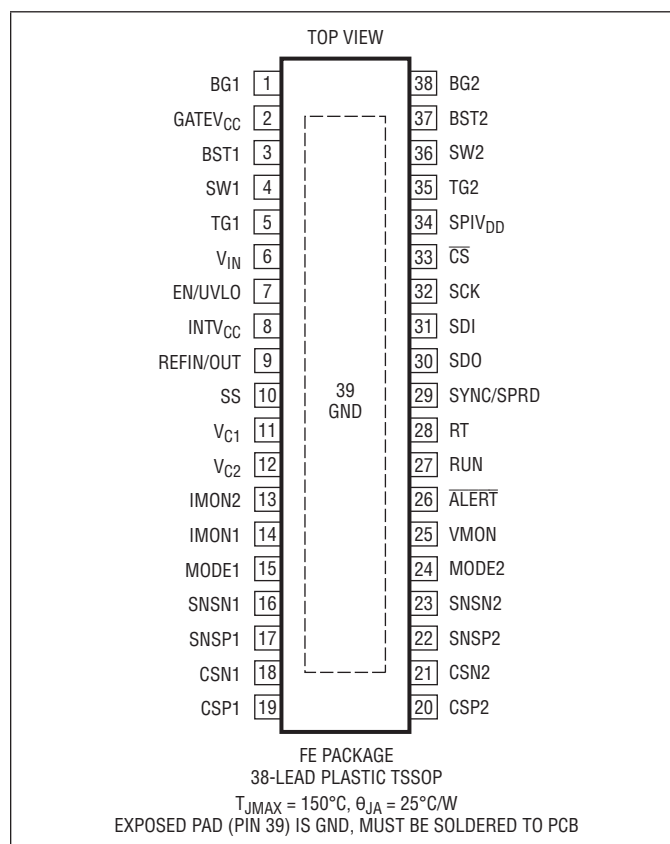 TOP VIEW
BG1 1 38 BG2
GATEVCC 2 37 BST2
BST1 3 36 SW2
SW1 4 35 TG2
TG1 5 34 SPIVDD
VIN 6 33 C̅S̅
EN/UVLO 7 32 SCK
INTVCC 8 31 SDI
REFIN/OUT 9 30 SDO
SS 10 29 SYNC/SPRD
VC1 11 28 RT
VC2 12 27 RUN
IMON2 13 26 A̅L̅E̅R̅T̅
IMON1 14 25 VMON
MODE1 15 24 MODE2
SNSN1 16 23 SNSN2
SNSP1 17 22 SNSP2
CSN1 18 21 CSN2
CSP1 19 20 CSP2
39
GND
FE PACKAGE
38-LEAD PLASTIC TSSOP
TJMAX = 150°C, θJA = 25°C/W
EXPOSED PAD (PIN 39) IS GND, MUST BE SOLDERED TO PCB